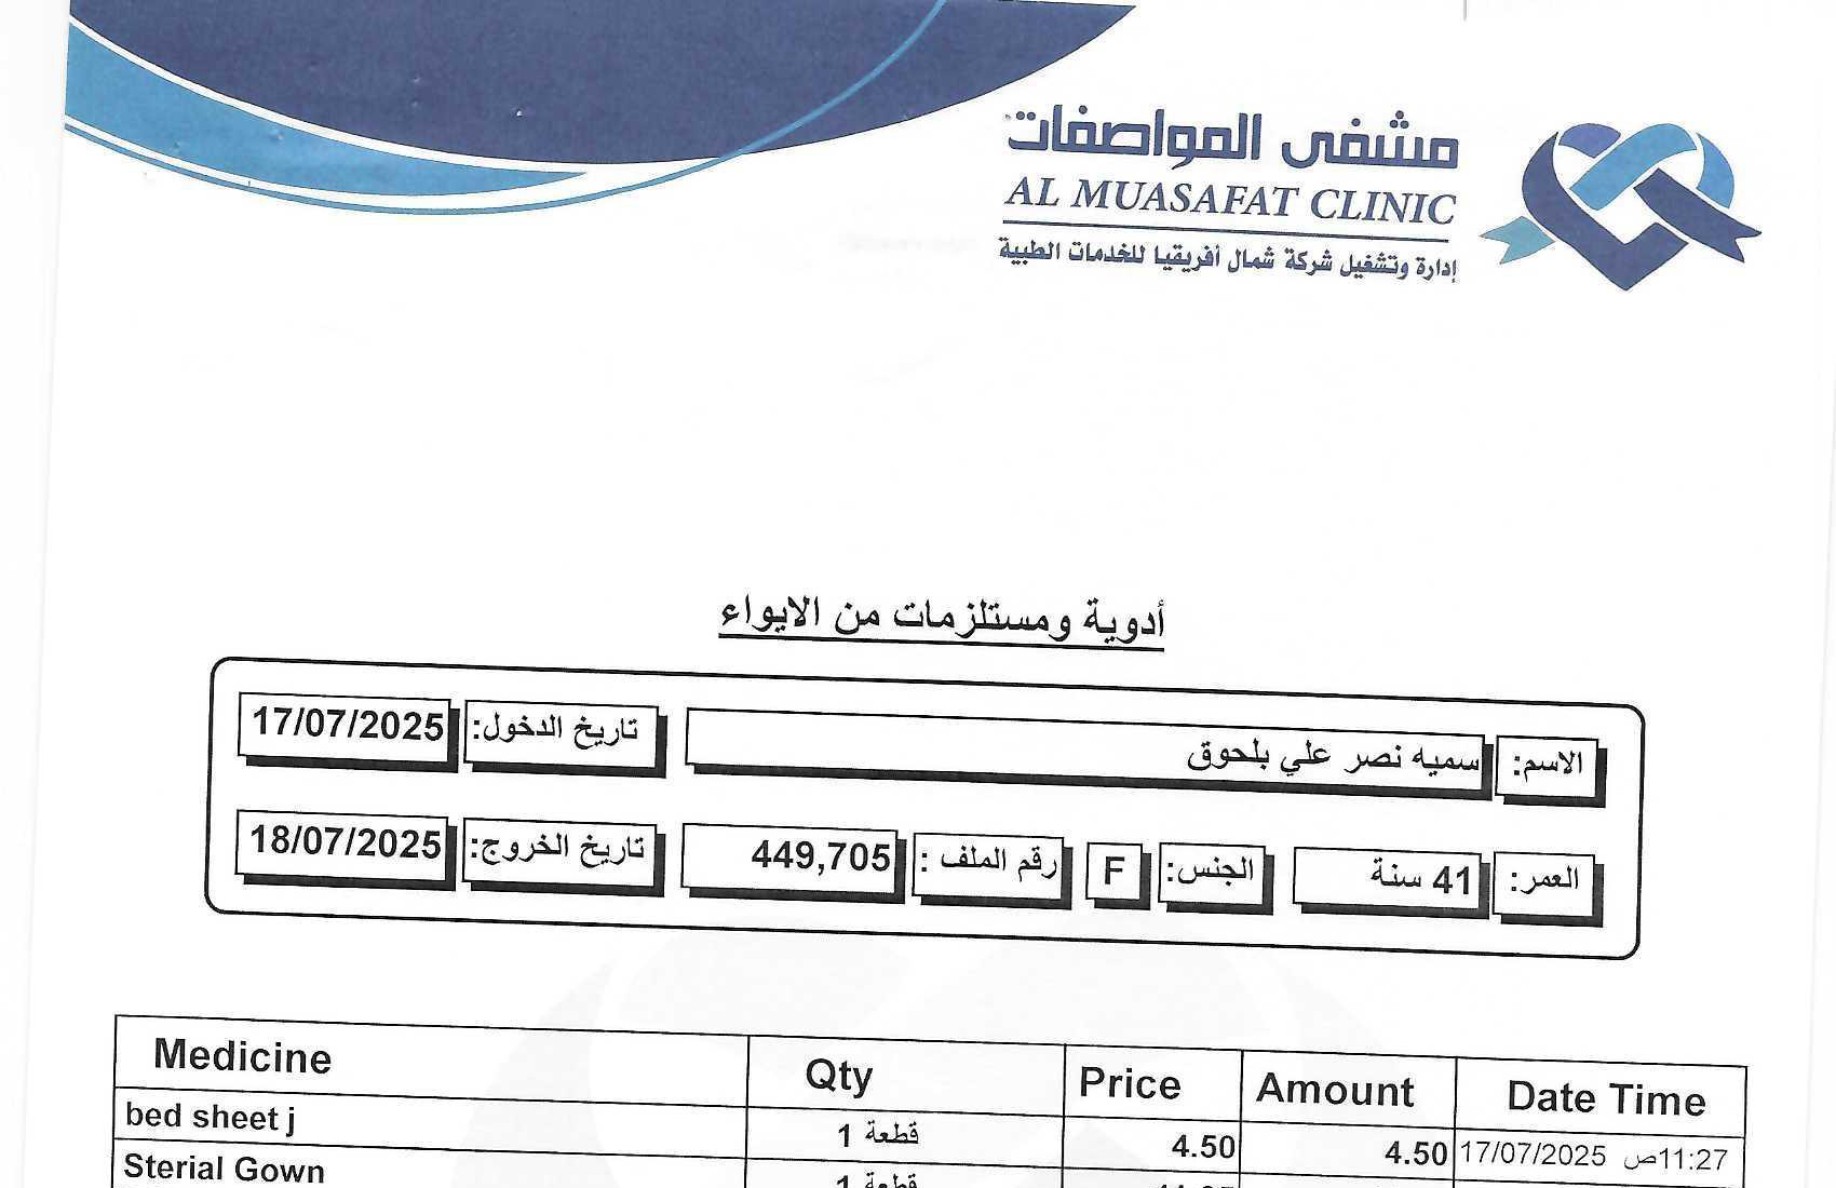 مشفى المواصفات
AL MUASAFAT CLINIC
إدارة وتشغيل شركة شمال أفريقيا للخدمات الطبية
أدوية ومستلزمات من الايواء
الاسم: سميه نصر علي بلحوق تاريخ الدخول: 17/07/2025
العمر: 41 سنة الجنس: F رقم الملف : 449,705 تاريخ الخروج: 18/07/2025
Medicine Qty Price Amount Date Time
bed sheet j 1 قطعة 4.50 4.50 17/07/2025 11:27ص
Sterial Gown 1 قطعة